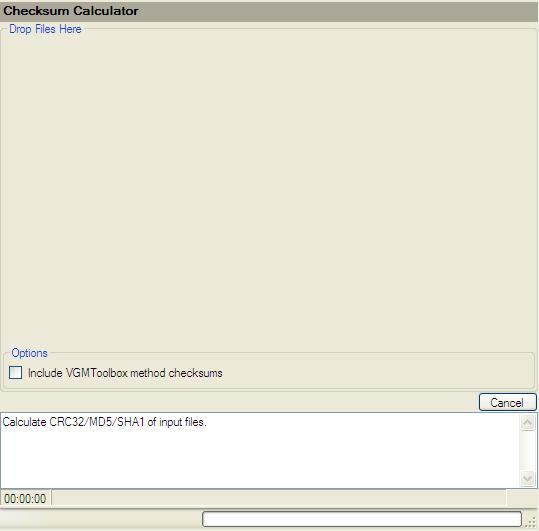 Checksum Calculator
Drop Files Here
Options
Include VGMToolbox method checksums
Cancel
Calculate CRC32/MD5/SHA1 of input files.
00:00:00